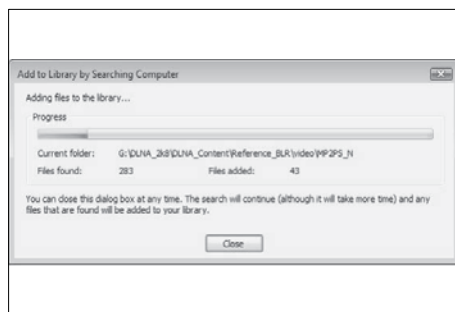 Add to Library by Searching Computer
Adding files to the library...
Progress
Current folder: G:\DLNA_2k8\DLNA_Content\Reference_BLR\video\MP2PS_N
Files found: 283 Files added: 43
You can close this dialog box at any time. The search will continue (although it will take more time) and any
files that are found will be added to your library.
Close